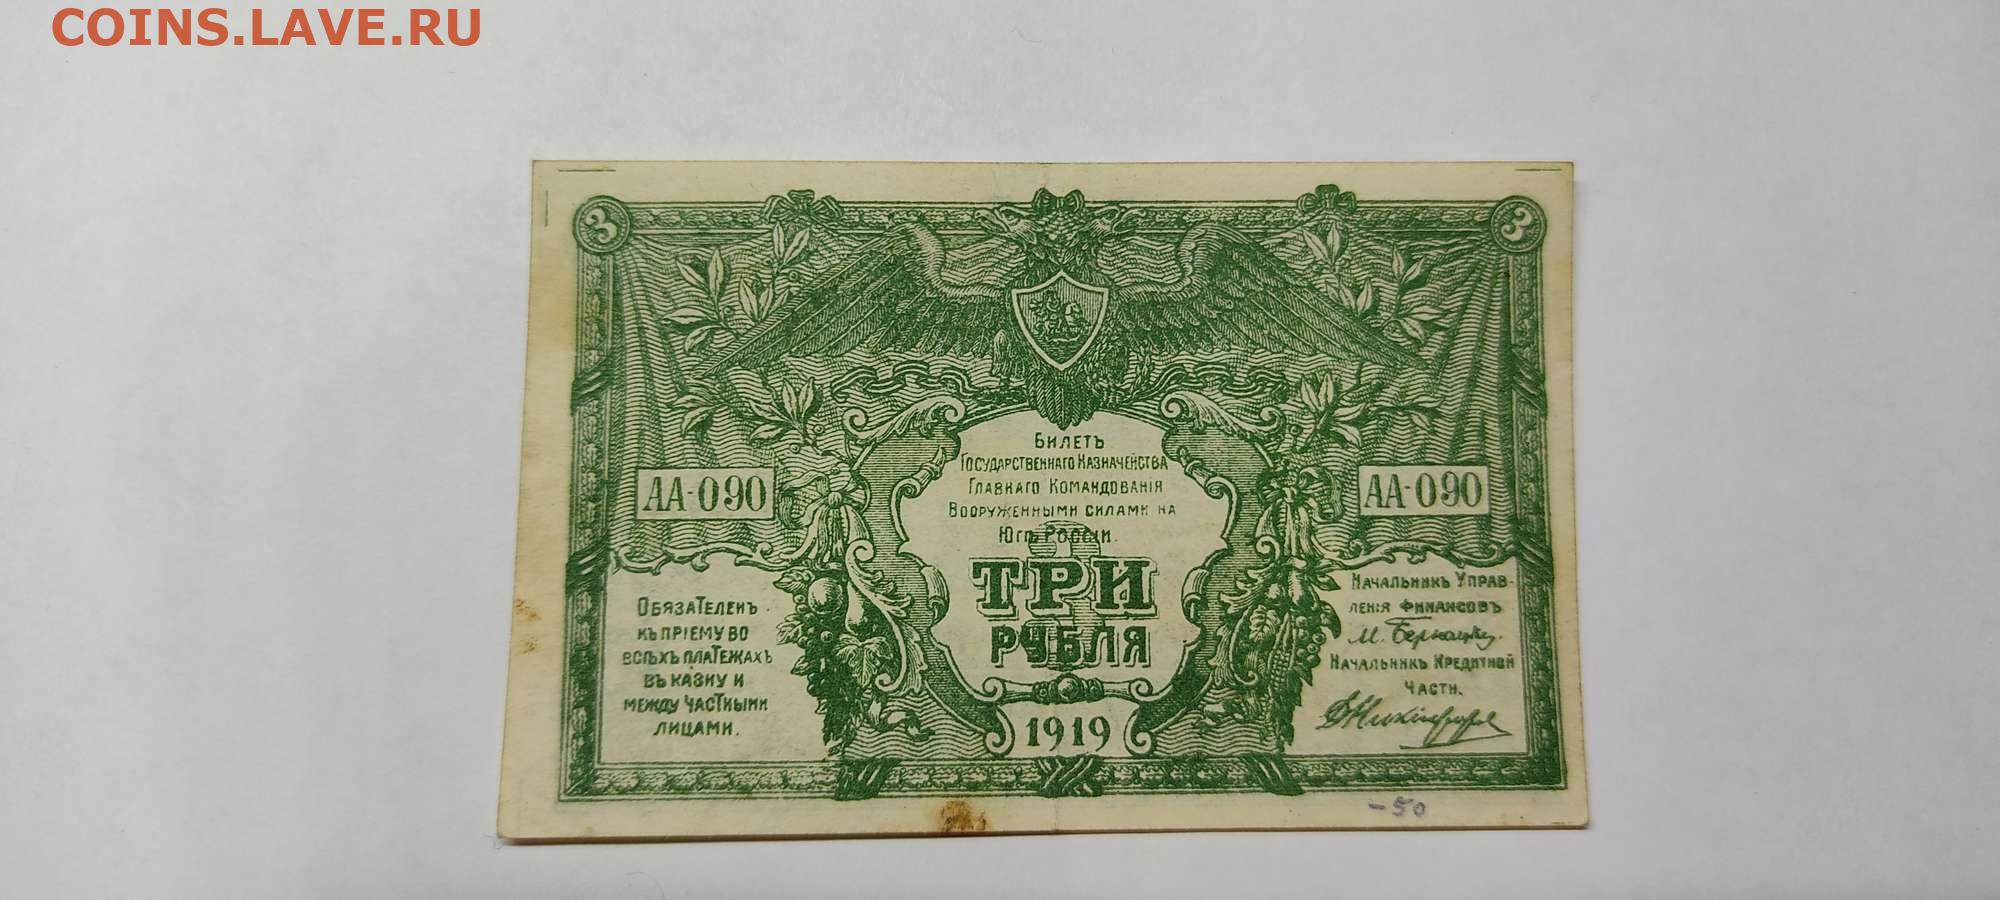 COINS.LAVE.RU
3 3
Билетъ
Государственнаго Казначейства
Главнаго Командованія
Вооруженными силами на
Югѣ Россіи.
АА-090 АА-090
ТРИ
РУБЛЯ
1919
Обязателенъ
къ пріему во
всѣхъ платежахъ
въ казну и
между частными
лицами.
Начальникъ Управ-
ленія финансовъ
М. Бернацкій.
Начальникъ Кредитной
Части.
-50